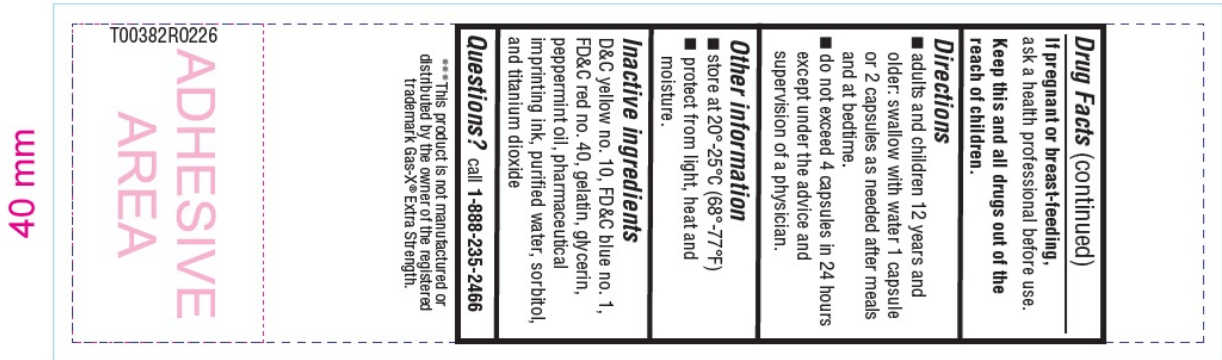 Drug Facts (continued)
If pregnant or breast-feeding,
ask a health professional before use.
Keep this and all drugs out of the
reach of children.
Directions
■ adults and children 12 years and
older: swallow with water 1 capsule
or 2 capsules as needed after meals
and at bedtime.
■ do not exceed 4 capsules in 24 hours
except under the advice and
supervision of a physician.
Other information
■ store at 20°-25°C (68°-77°F)
■ protect from light, heat and
moisture.
Inactive ingredients
D&C yellow no. 10, FD&C blue no. 1,
FD&C red no. 40, gelatin, glycerin,
peppermint oil, pharmaceutical
imprinting ink, purified water, sorbitol,
and titanium dioxide
Questions? call 1-888-235-2466
***This product is not manufactured or
distributed by the owner of the registered
trademark Gas-X® Extra Strength.
T00382R0226
ADHESIVE
AREA
40 mm